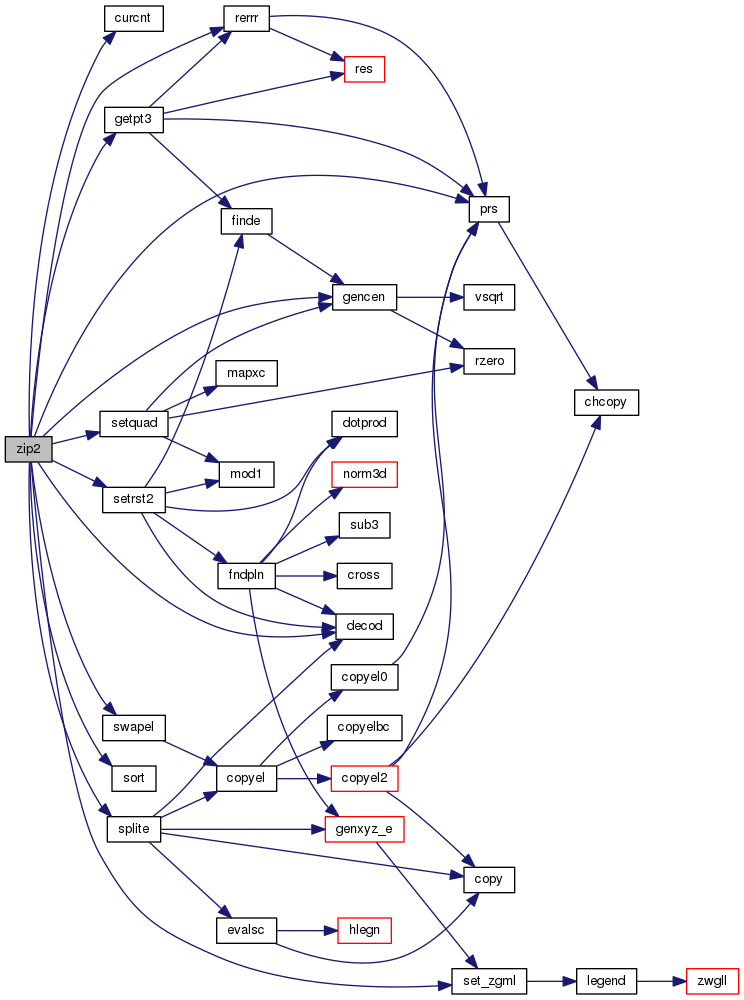 curcnt
rerrr
res
getpt3
prs
finde
gencen
vsqrt
rzero
mapxc
chcopy
setquad
dotprod
zip2
mod1
norm3d
setrst2
sub3
fndpln
cross
decod
copyel0
swapel
copyelbc
sort
copyel
copyel2
splite
genxyz_e
copy
evalsc
hlegn
set_zgml
legend
zwgll